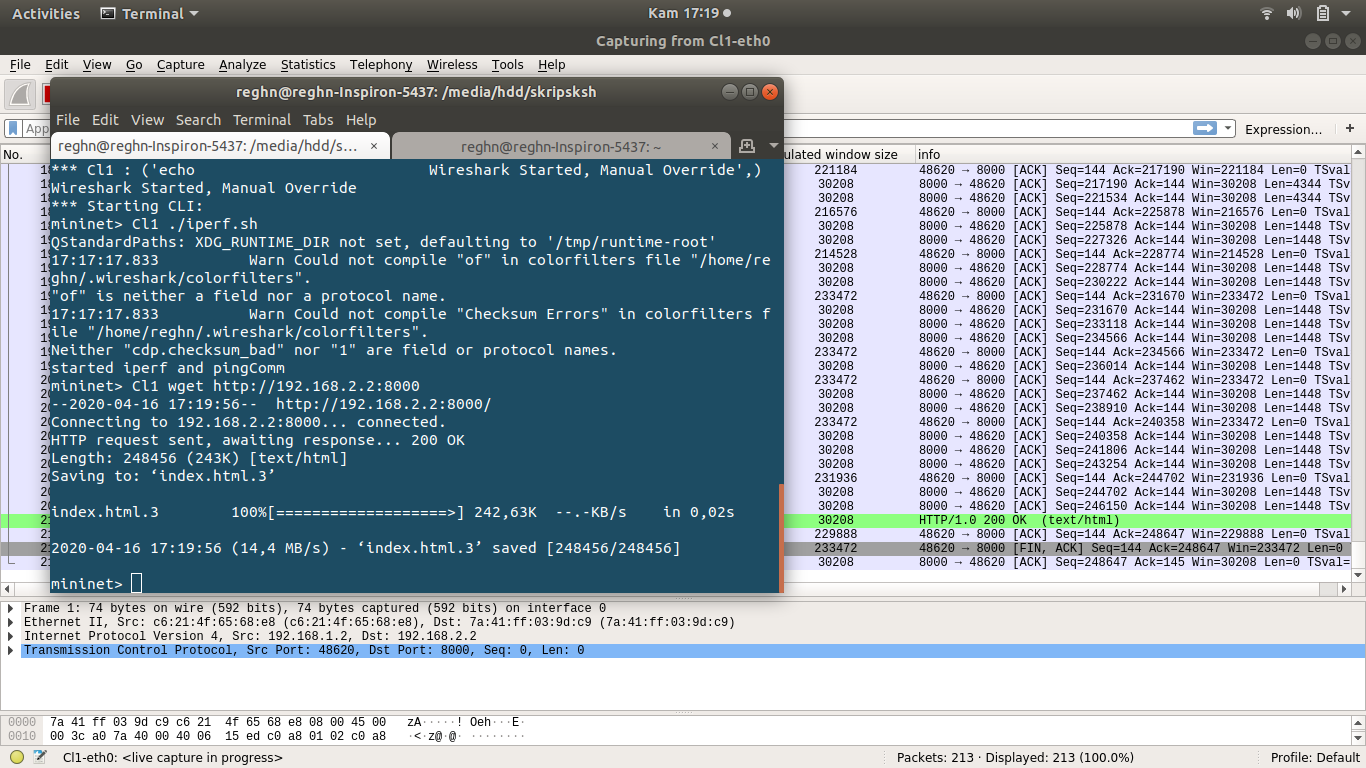 Activities Terminal Kam 17:19
Capturing from Cl1-eth0
File Edit View Go Capture Analyze Statistics Telephony Wireless Tools Help
reghn@reghn-Inspiron-5437: /media/hdd/skripsksh
File Edit View Search Terminal Tabs Help
App Expression… +
reghn@reghn-Inspiron-5437: /media/hdd/s… × reghn@reghn-Inspiron-5437: ~ ×
No. ulated window size info
*** Cl1 : ('echo Wireshark Started, Manual Override',)
Wireshark Started, Manual Override
*** Starting CLI:
mininet> Cl1 ./iperf.sh
QStandardPaths: XDG_RUNTIME_DIR not set, defaulting to '/tmp/runtime-root'
17:17:17.833 Warn Could not compile "of" in colorfilters file "/home/re
ghn/.wireshark/colorfilters".
"of" is neither a field nor a protocol name.
17:17:17.833 Warn Could not compile "Checksum Errors" in colorfilters f
ile "/home/reghn/.wireshark/colorfilters".
Neither "cdp.checksum_bad" nor "1" are field or protocol names.
started iperf and pingComm
mininet> Cl1 wget http://192.168.2.2:8000
--2020-04-16 17:19:56-- http://192.168.2.2:8000/
Connecting to 192.168.2.2:8000... connected.
HTTP request sent, awaiting response... 200 OK
Length: 248456 (243K) [text/html]
Saving to: ‘index.html.3’
index.html.3 100%[===================>] 242,63K --.-KB/s in 0,02s
2020-04-16 17:19:56 (14,4 MB/s) - ‘index.html.3’ saved [248456/248456]
mininet>
221184 48620 → 8000 [ACK] Seq=144 Ack=217190 Win=221184 Len=0 TSval
30208 8000 → 48620 [ACK] Seq=217190 Ack=144 Win=30208 Len=4344 TSv
30208 8000 → 48620 [ACK] Seq=221534 Ack=144 Win=30208 Len=4344 TSv
216576 48620 → 8000 [ACK] Seq=144 Ack=225878 Win=216576 Len=0 TSval
30208 8000 → 48620 [ACK] Seq=225878 Ack=144 Win=30208 Len=1448 TSv
30208 8000 → 48620 [ACK] Seq=227326 Ack=144 Win=30208 Len=1448 TSv
214528 48620 → 8000 [ACK] Seq=144 Ack=228774 Win=214528 Len=0 TSval
30208 8000 → 48620 [ACK] Seq=228774 Ack=144 Win=30208 Len=1448 TSv
30208 8000 → 48620 [ACK] Seq=230222 Ack=144 Win=30208 Len=1448 TSv
233472 48620 → 8000 [ACK] Seq=144 Ack=231670 Win=233472 Len=0 TSval
30208 8000 → 48620 [ACK] Seq=231670 Ack=144 Win=30208 Len=1448 TSv
30208 8000 → 48620 [ACK] Seq=233118 Ack=144 Win=30208 Len=1448 TSv
30208 8000 → 48620 [ACK] Seq=234566 Ack=144 Win=30208 Len=1448 TSv
233472 48620 → 8000 [ACK] Seq=144 Ack=234566 Win=233472 Len=0 TSval
30208 8000 → 48620 [ACK] Seq=236014 Ack=144 Win=30208 Len=1448 TSv
233472 48620 → 8000 [ACK] Seq=144 Ack=237462 Win=233472 Len=0 TSval
30208 8000 → 48620 [ACK] Seq=237462 Ack=144 Win=30208 Len=1448 TSv
30208 8000 → 48620 [ACK] Seq=238910 Ack=144 Win=30208 Len=1448 TSv
233472 48620 → 8000 [ACK] Seq=144 Ack=240358 Win=233472 Len=0 TSval
30208 8000 → 48620 [ACK] Seq=240358 Ack=144 Win=30208 Len=1448 TSv
30208 8000 → 48620 [ACK] Seq=241806 Ack=144 Win=30208 Len=1448 TSv
30208 8000 → 48620 [ACK] Seq=243254 Ack=144 Win=30208 Len=1448 TSv
231936 48620 → 8000 [ACK] Seq=144 Ack=244702 Win=231936 Len=0 TSval
30208 8000 → 48620 [ACK] Seq=244702 Ack=144 Win=30208 Len=1448 TSv
30208 8000 → 48620 [ACK] Seq=246150 Ack=144 Win=30208 Len=1448 TSv
30208 HTTP/1.0 200 OK (text/html)
229888 48620 → 8000 [ACK] Seq=144 Ack=248647 Win=229888 Len=0 TSval
233472 48620 → 8000 [FIN, ACK] Seq=144 Ack=248647 Win=233472 Len=0
30208 8000 → 48620 [ACK] Seq=248647 Ack=145 Win=30208 Len=0 TSval=
Frame 1: 74 bytes on wire (592 bits), 74 bytes captured (592 bits) on interface 0
Ethernet II, Src: c6:21:4f:65:68:e8 (c6:21:4f:65:68:e8), Dst: 7a:41:ff:03:9d:c9 (7a:41:ff:03:9d:c9)
Internet Protocol Version 4, Src: 192.168.1.2, Dst: 192.168.2.2
Transmission Control Protocol, Src Port: 48620, Dst Port: 8000, Seq: 0, Len: 0
0000 7a 41 ff 03 9d c9 c6 21 4f 65 68 e8 08 00 45 00 zA·····! Oeh···E·
0010 00 3c a0 7a 40 00 40 06 15 ed c0 a8 01 02 c0 a8 ·<·z@·@· ········
Cl1-eth0: <live capture in progress> Packets: 213 · Displayed: 213 (100.0%) Profile: Default